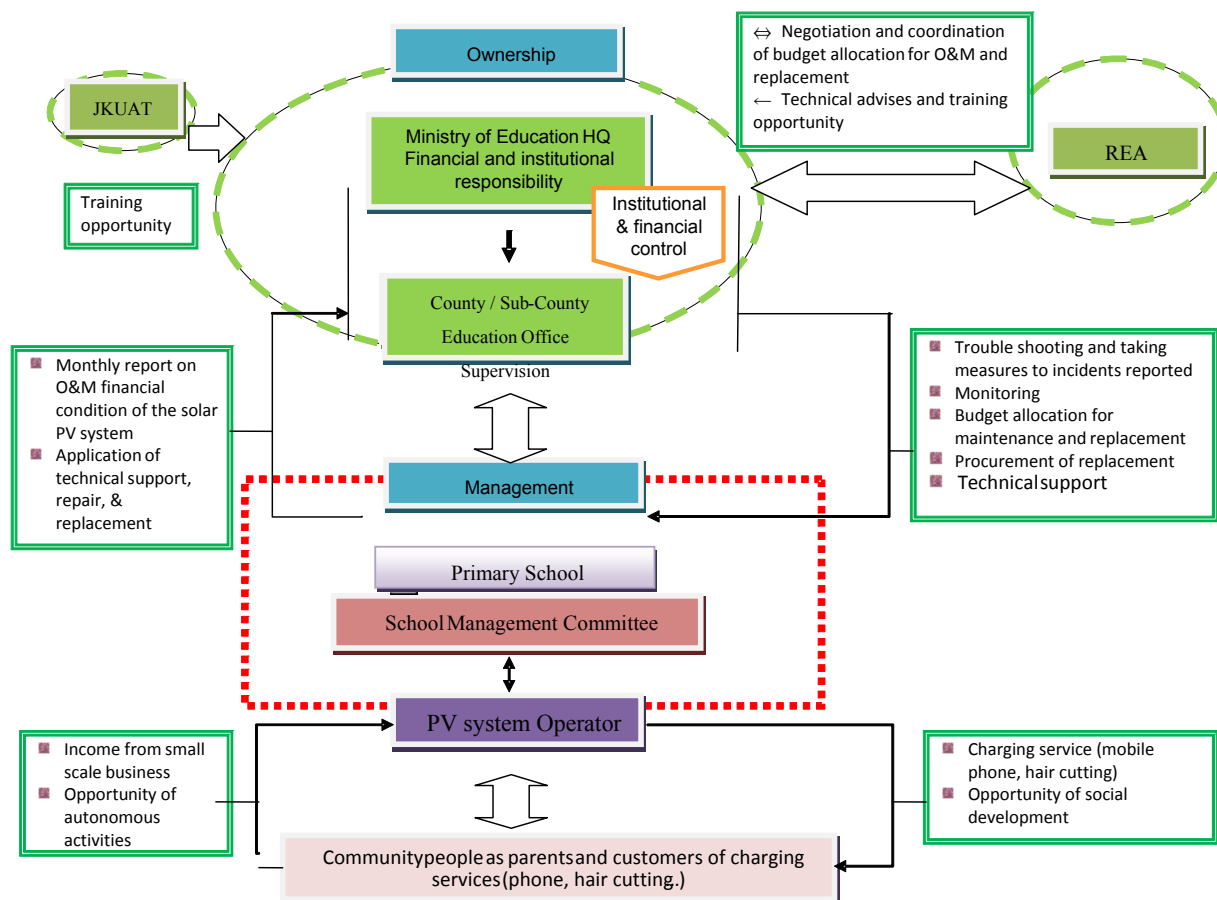 Ownership
⇔ Negotiation and coordination
of budget allocation for O&M and
replacement
← Technical advises and training
opportunity
JKUAT
Ministry of Education HQ
Financial and institutional
responsibility
REA
Training
opportunity
Institutional
& financial
control
County / Sub-County
Education Office
Supervision
Monthly report on
O&M financial
condition of the solar
PV system
Application of
technical support,
repair, &
replacement
Trouble shooting and taking
measures to incidents reported
Monitoring
Budget allocation for
maintenance and replacement
Procurement of replacement
Technical support
Management
Primary School
School Management Committee
PV system Operator
Income from small
scale business
Opportunity of
autonomous
activities
Charging service (mobile
phone, hair cutting)
Opportunity of social
development
Communitypeople as parents and customers of charging
services(phone, hair cutting.)